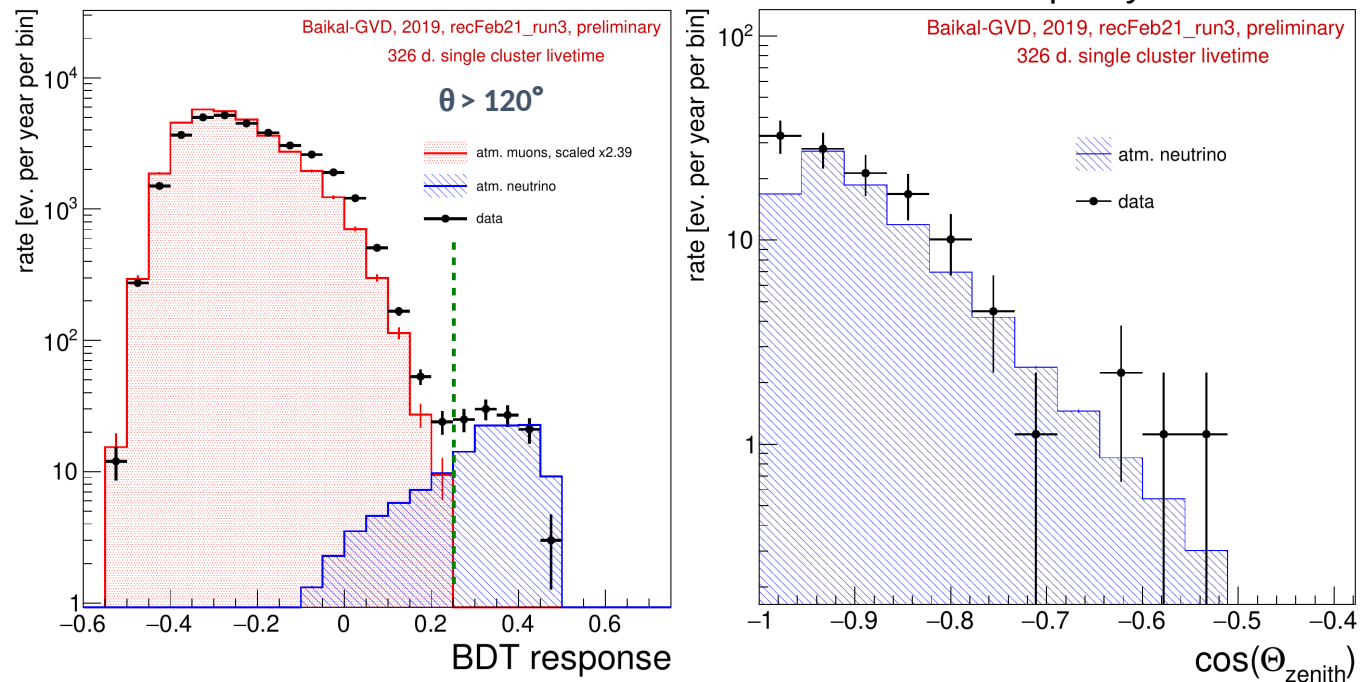 Baikal-GVD, 2019, recFeb21_run3, preliminary
326 d. single cluster livetime
θ > 120°
atm. muons, scaled x2.39
atm. neutrino
data
rate [ev. per year per bin]
10⁴
10³
10²
10
1
−0.6 −0.4 −0.2 0 0.2 0.4 0.6
BDT response
Baikal-GVD, 2019, recFeb21_run3, preliminary
326 d. single cluster livetime
atm. neutrino
data
rate [ev. per year per bin]
10²
10
1
−1 −0.9 −0.8 −0.7 −0.6 −0.5 −0.4
cos(Θzenith)